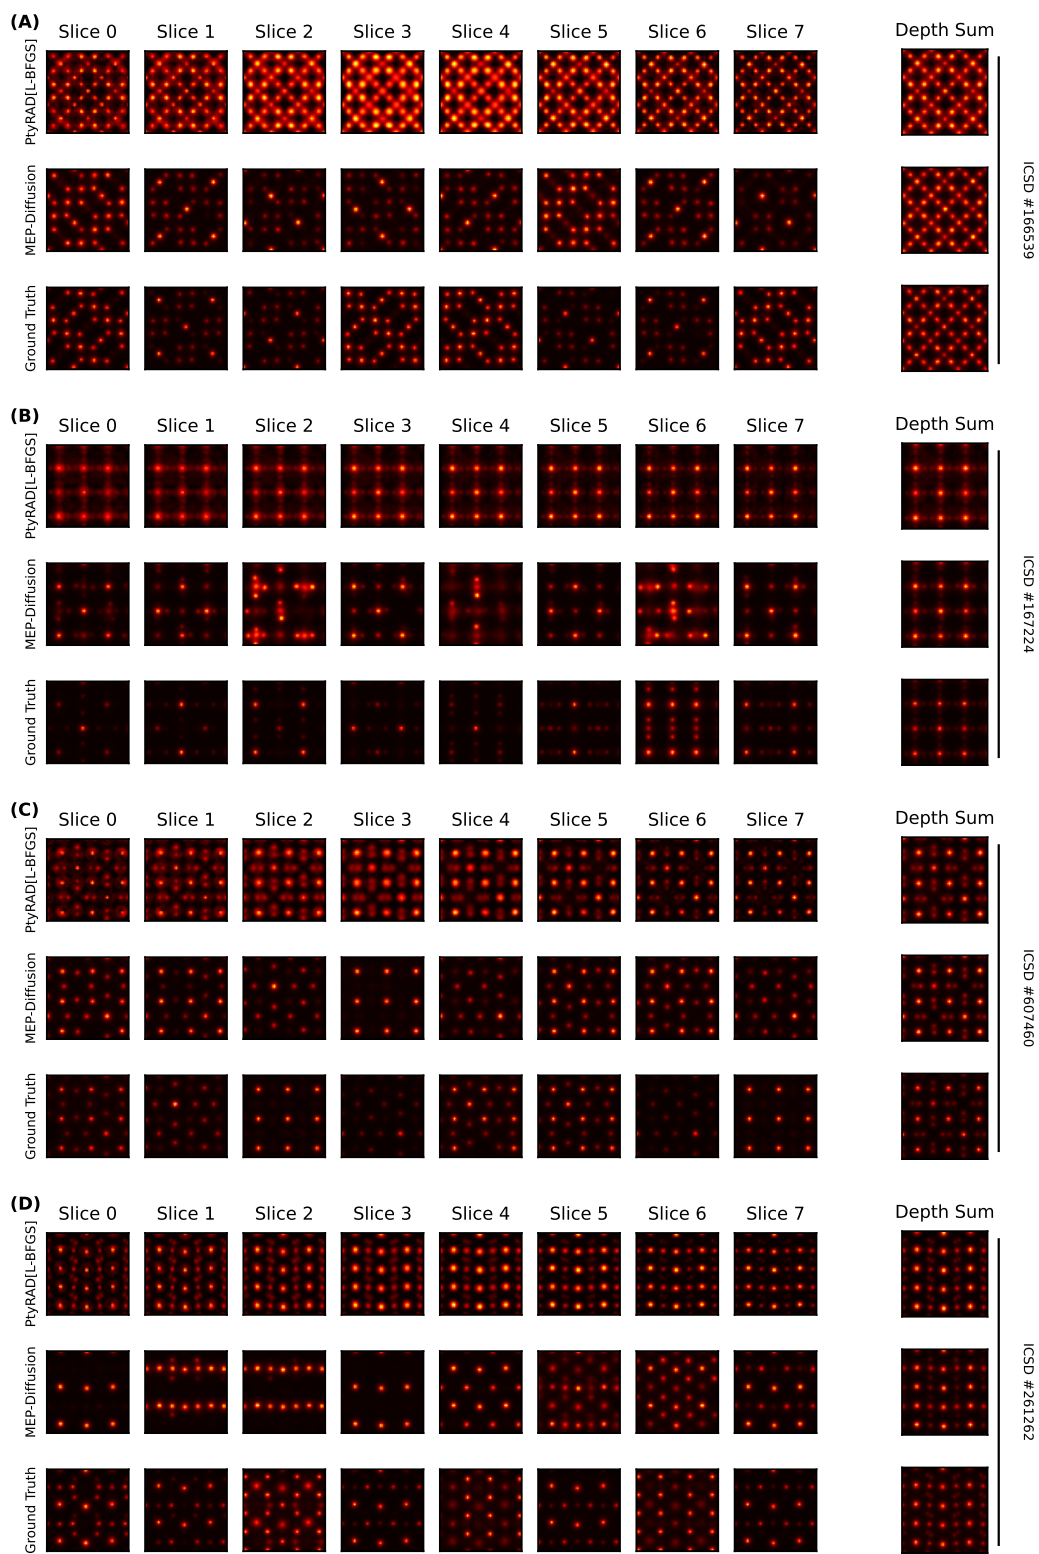 (A)
Slice 0 Slice 1 Slice 2 Slice 3 Slice 4 Slice 5 Slice 6 Slice 7 Depth Sum
PtyRAD[L-BFGS]
MEP-Diffusion
Ground Truth
ICSD #166539
(B)
Slice 0 Slice 1 Slice 2 Slice 3 Slice 4 Slice 5 Slice 6 Slice 7 Depth Sum
PtyRAD[L-BFGS]
MEP-Diffusion
Ground Truth
ICSD #167224
(C)
Slice 0 Slice 1 Slice 2 Slice 3 Slice 4 Slice 5 Slice 6 Slice 7 Depth Sum
PtyRAD[L-BFGS]
MEP-Diffusion
Ground Truth
ICSD #607460
(D)
Slice 0 Slice 1 Slice 2 Slice 3 Slice 4 Slice 5 Slice 6 Slice 7 Depth Sum
PtyRAD[L-BFGS]
MEP-Diffusion
Ground Truth
ICSD #261262